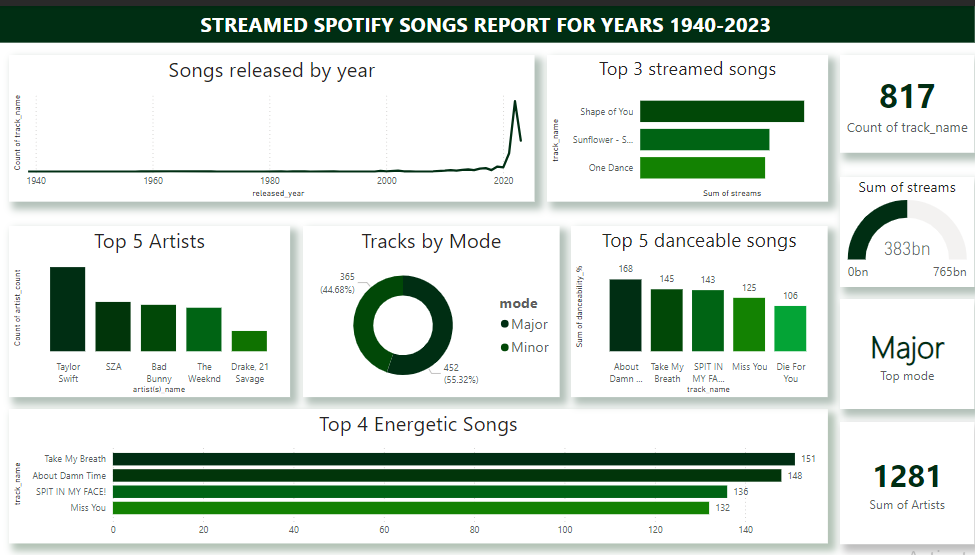 STREAMED SPOTIFY SONGS REPORT FOR YEARS 1940-2023
Songs released by year
Count of track_name
1940 1960 1980 2000 2020
released_year
Top 3 streamed songs
track_name
Shape of You
Sunflower - S...
One Dance
Sum of streams
817
Count of track_name
Sum of streams
383bn
0bn 765bn
Top 5 Artists
Count of artist_count
Taylor Swift
SZA
Bad Bunny
The Weeknd
Drake, 21 Savage
artist(s)_name
Tracks by Mode
365
(44.68%)
452
(55.32%)
mode
Major
Minor
Top 5 danceable songs
Sum of danceability_%
168 145 143 125 106
About Damn ...
Take My Breath
SPIT IN MY FA...
Miss You
Die For You
track_name
Major
Top mode
Top 4 Energetic Songs
track_name
Take My Breath 151
About Damn Time 148
SPIT IN MY FACE! 136
Miss You 132
0 20 40 60 80 100 120 140
1281
Sum of Artists